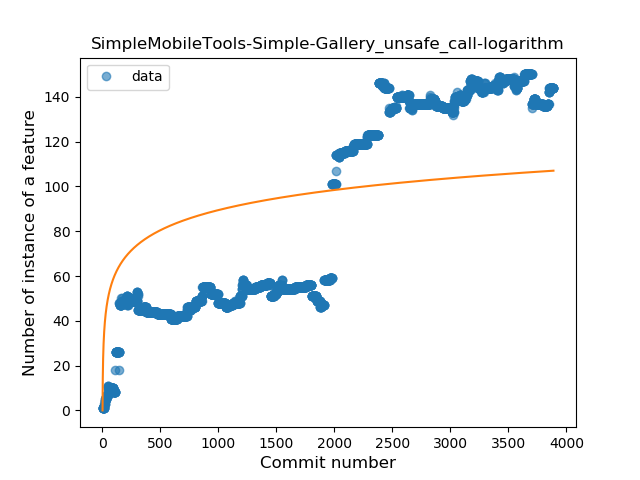 SimpleMobileTools-Simple-Gallery_unsafe_call-logarithm
data
Number of instance of a feature
140
120
100
80
60
40
20
0
0 500 1000 1500 2000 2500 3000 3500 4000
Commit number